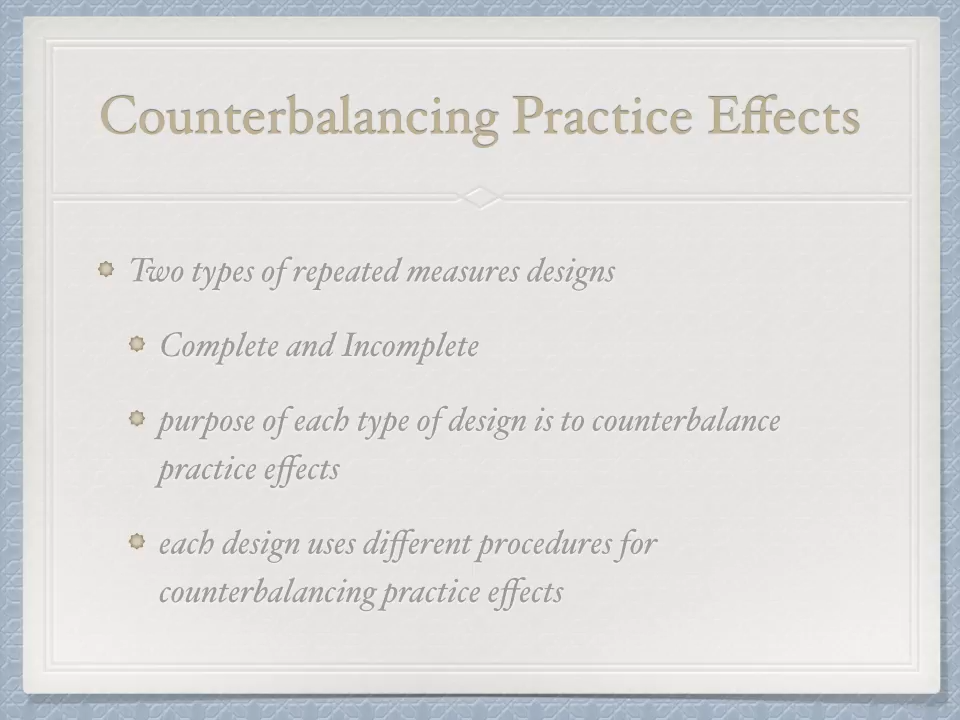 Counterbalancing Practice Effects
Two types of repeated measures designs
Complete and Incomplete
purpose of each type of design is to counterbalance
practice effects
each design uses different procedures for
counterbalancing practice effects